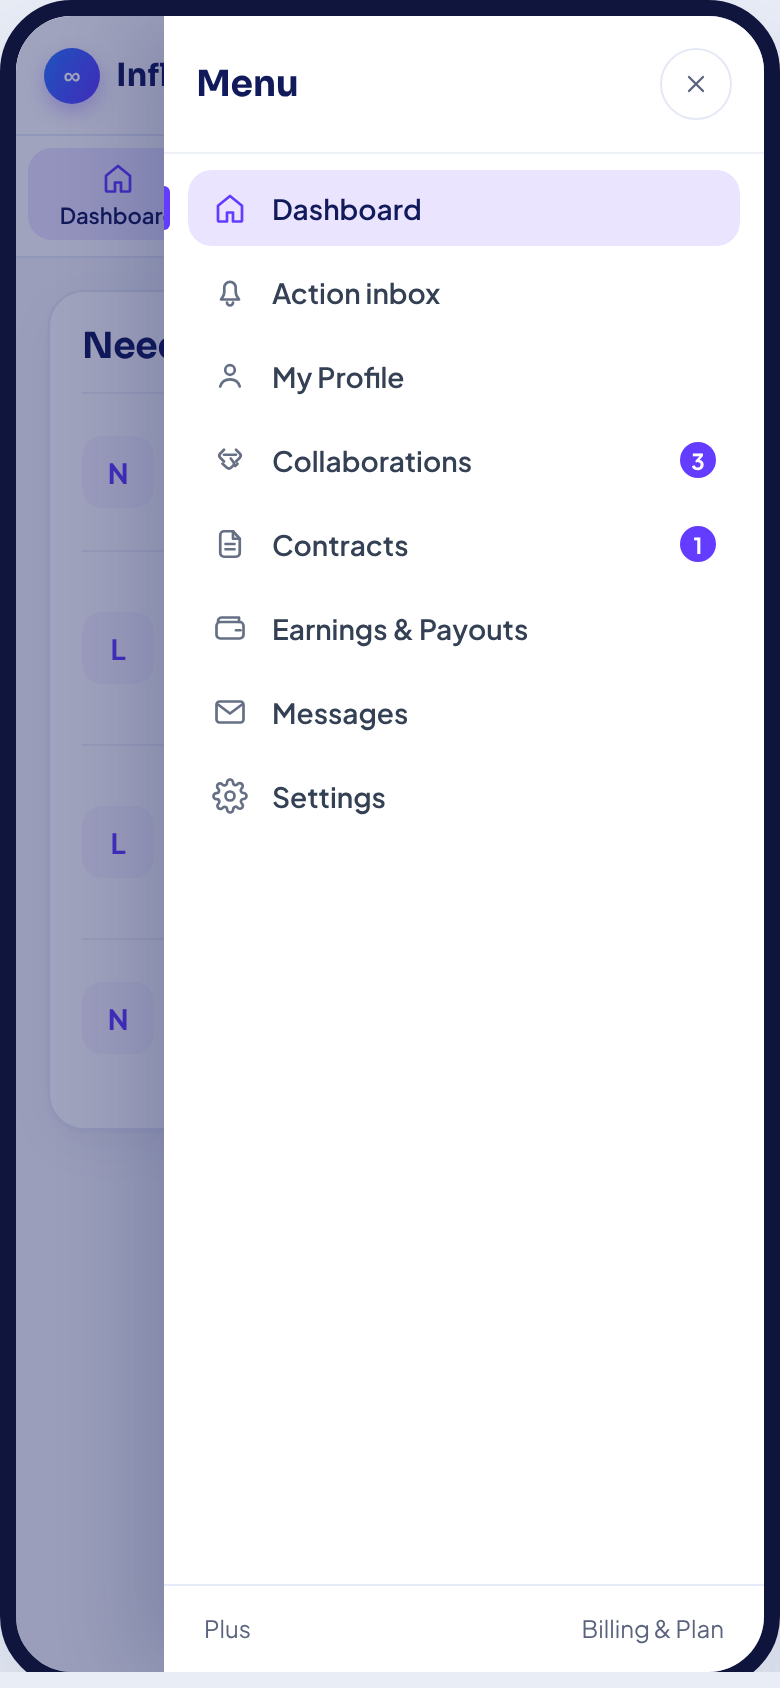 ∞ Infl
Menu
Dashboard
Dashboar
Action inbox
Need
My Profile
N
Collaborations 3
Contracts 1
L
Earnings & Payouts
Messages
L
Settings
N
Plus Billing & Plan